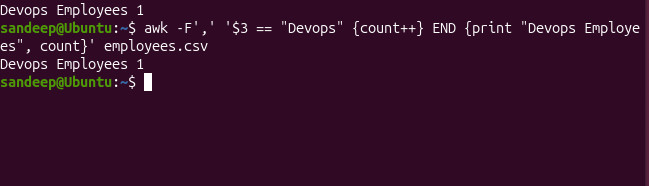 Devops Employees 1
sandeep@Ubuntu:~$ awk -F',' '$3 == "Devops" {count++} END {print "Devops Employe
es", count}' employees.csv
Devops Employees 1
sandeep@Ubuntu:~$